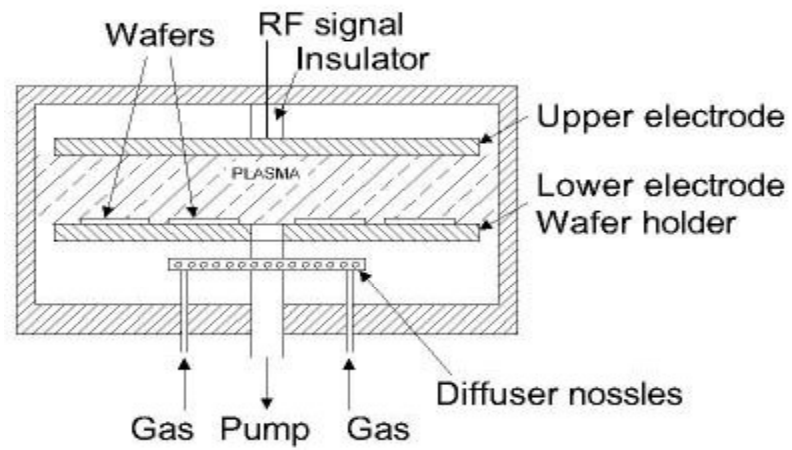 Wafers
RF signal
Insulator
Upper electrode
PLASMA
Lower electrode
Wafer holder
Diffuser nossles
Gas
Pump
Gas